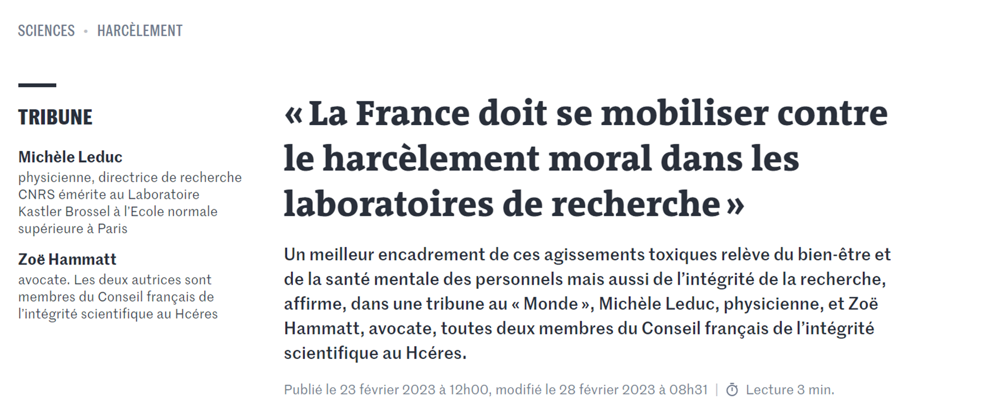 SCIENCES • HARCÈLEMENT
TRIBUNE
Michèle Leduc
physicienne, directrice de recherche
CNRS émérite au Laboratoire
Kastler Brossel à l’Ecole normale
supérieure à Paris
Zoë Hammatt
avocate. Les deux autrices sont
membres du Conseil français de
l’intégrité scientifique au Hcéres
« La France doit se mobiliser contre
le harcèlement moral dans les
laboratoires de recherche »
Un meilleur encadrement de ces agissements toxiques relève du bien-être et
de la santé mentale des personnels mais aussi de l’intégrité de la recherche,
affirme, dans une tribune au « Monde », Michèle Leduc, physicienne, et Zoë
Hammatt, avocate, toutes deux membres du Conseil français de l’intégrité
scientifique au Hcéres.
Publié le 23 février 2023 à 12h00, modifié le 28 février 2023 à 08h31 | Lecture 3 min.